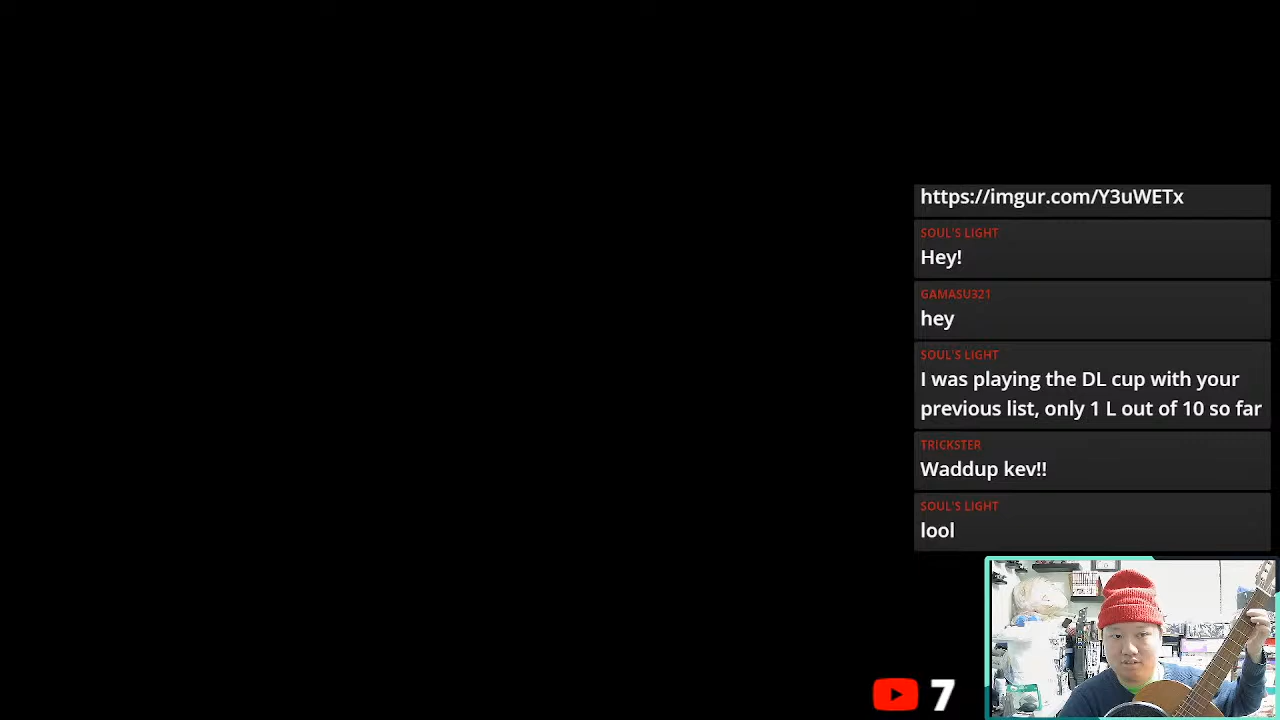 https://imgur.com/Y3uWETx
SOUL'S LIGHT
Hey!
GAMASU321
hey
SOUL'S LIGHT
I was playing the DL cup with your
previous list, only 1 L out of 10 so far
TRICKSTER
Waddup kev!!
SOUL'S LIGHT
lool
7